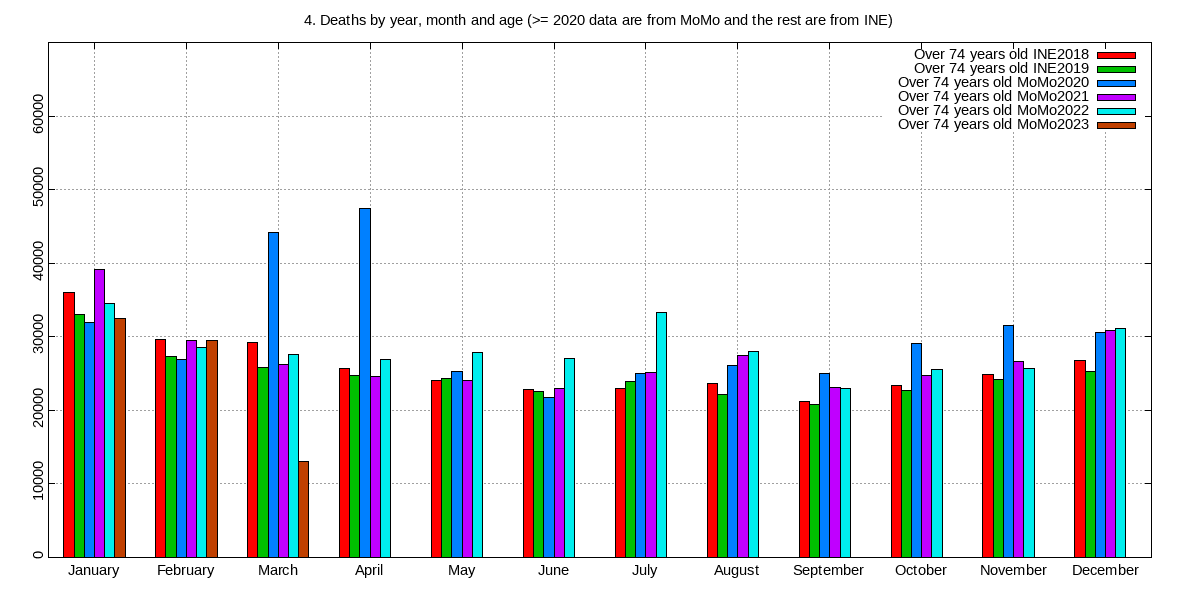 4. Deaths by year, month and age (>= 2020 data are from MoMo and the rest are from INE)
Over 74 years old INE2018
Over 74 years old INE2019
Over 74 years old MoMo2020
Over 74 years old MoMo2021
Over 74 years old MoMo2022
Over 74 years old MoMo2023
60000
50000
40000
30000
20000
10000
0
January February March April May June July August September October November December